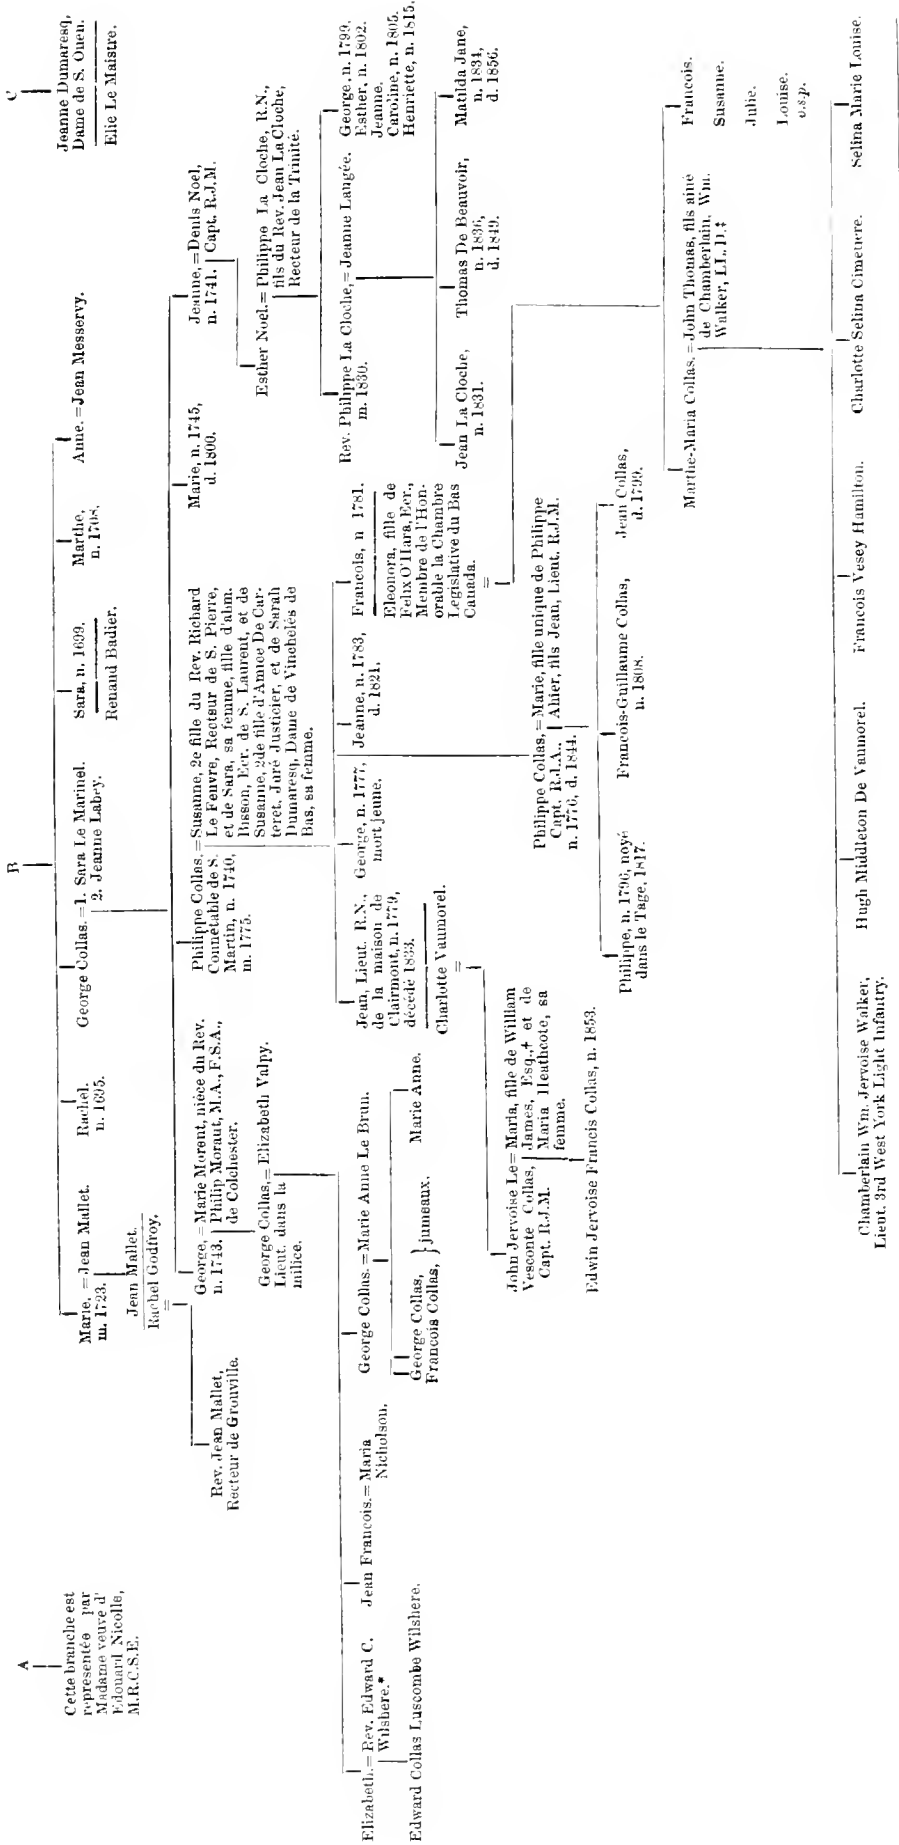 A
Cette branche est
representée par
Madame veuve d'
Edouard Nicolle,
M.R.C.S.E.
B
Marie, = Jean Mallet.
m. 1723.
Jean Mallet.
Rachel Godfroy.
=
Rev. Jean Mallet,
Recteur de Grouville.
Rachel.
n. 1695.
George Collas. = 1. Sara Le Marinel.
2. Jeanne Labey.
Sara, n. 1699.
Renaud Badier.
Marthe,
n. 1708.
Anne. = Jean Messervy.
C
Jeanne Dumaresq,
Dame de S. Ouen.
Elie Le Maistre.
George, = Marie Morent, niéce du Rev.
n. 1743. Philip Moraut, M.A., F.S.A.,
de Colchester.
Philippe Collas, = Susanne, 2e fille du Rev. Richard
Connetable de S. Le Feuvre, Recteur de S. Pierre,
Martin, n. 1740, et de Sara, sa femme, fille d'abm.
m. 1775. Bisson, Ecr. de S. Laurent, et de
Susanne, 2de fille d'Amice De Car-
teret, Juré Justicier, et de Sarah
Dumaresq, Dame de Vinchelés de
Bas, sa femme.
Marie, n. 1745,
d. 1800.
Jeanne, = Denis Noel,
n. 1741. Capt. R.J.M.
George Collas, = Elizabeth Valpy.
Lieut. dans la
milice.
Esther Noel. = Philippe La Cloche, R.N.,
fils du Rev. Jean La Cloche,
Recteur de la Trinité.
Elizabeth. = Rev. Edward C.
Wilshere.*
Edward Collas Luscombe Wilshere.
Jean Francois. = Maria
Nicholson.
George Collas. = Marie Anne Le Brun.
George Collas,
Francois Collas, } jumeaux.
Marie Anne.
Jean, Lieut. R.N.,
de la maison de
Clairmont, n. 1779,
décédé 1833.
Charlotte Vaumorel.
=
George, n. 1777,
mort jeune.
Jeanne, n. 1783,
d. 1821.
Francois, n 1781.
Eleonora, fille de
Felix O'Hara, Ecr.,
Membre de l'Hon-
orable la Chambre
Legislative du Bas
Canada.
=
Rev. Philippe La Cloche, = Jeanne Langée.
m. 1830.
George, n. 1799.
Esther, n. 1802.
Jeanne.
Caroline, n. 1805.
Henriette, n. 1815.
Jean La Cloche,
n. 1831.
Thomas De Beauvoir,
n. 1836,
d. 1849.
Matilda Jane,
n. 1834,
d. 1856.
John Jervoise Le = Maria, fille de William
Vesconte Collas, James, Esq.,† et de
Capt. R.J.M. Maria Heathcote, sa
femme.
Edwin Jervoise Francis Collas, n. 1853.
Philippe Collas, = Marie, fille unique de Philippe
Capt. R.J.A., Ahier, fils Jean, Lieut. R.J.M.
n. 1776, d. 1844.
Philippe, n. 1796, noyé
dans le Tage, 1817.
Francois-Guillaume Collas,
n. 1808.
Jean Collas,
d. 1799.
Marthe-Maria Collas. = John Thomas, fils ainé
de Chamberlain. Wm.
Walker, LL.D.‡
Francois.
Susanne.
Julie.
Louise.
o.s.p.
Chamberlain Wm. Jervoise Walker,
Lieut. 3rd West York Light Infantry.
Hugh Middleton De Vaumorel.
Francois Vesey Hamilton.
Charlotte Selina Cimetiere.
Selina Marie Louise.